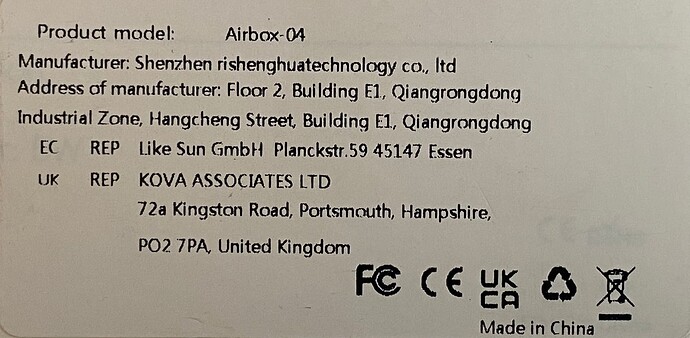 Product model: Airbox-04
Manufacturer: Shenzhen rishenghuatechnology co., ltd
Address of manufacturer: Floor 2, Building E1, Qiangrongdong
Industrial Zone, Hangcheng Street, Building E1, Qiangrongdong
EC REP Like Sun GmbH Planckstr.59 45147 Essen
UK REP KOVA ASSOCIATES LTD
72a Kingston Road, Portsmouth, Hampshire,
PO2 7PA, United Kingdom
FC CE UK
CA
Made in China